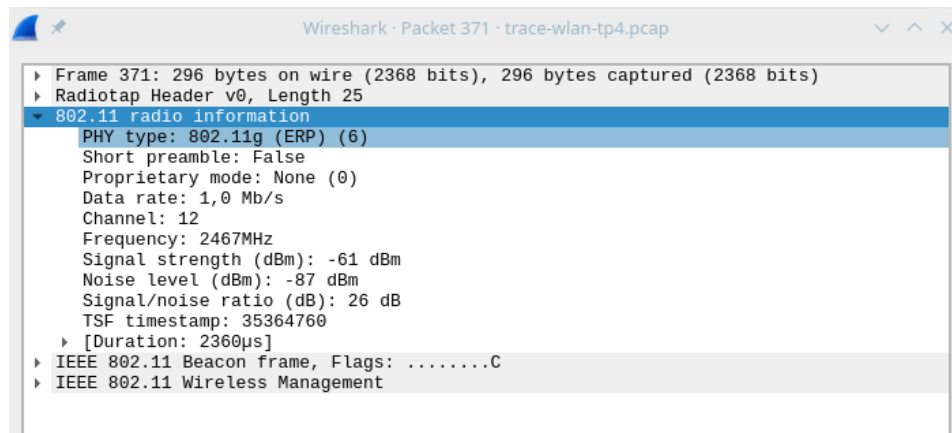 Wireshark · Packet 371 · trace-wlan-tp4.pcap
Frame 371: 296 bytes on wire (2368 bits), 296 bytes captured (2368 bits)
Radiotap Header v0, Length 25
802.11 radio information
PHY type: 802.11g (ERP) (6)
Short preamble: False
Proprietary mode: None (0)
Data rate: 1,0 Mb/s
Channel: 12
Frequency: 2467MHz
Signal strength (dBm): -61 dBm
Noise level (dBm): -87 dBm
Signal/noise ratio (dB): 26 dB
TSF timestamp: 35364760
[Duration: 2360µs]
IEEE 802.11 Beacon frame, Flags: ........C
IEEE 802.11 Wireless Management